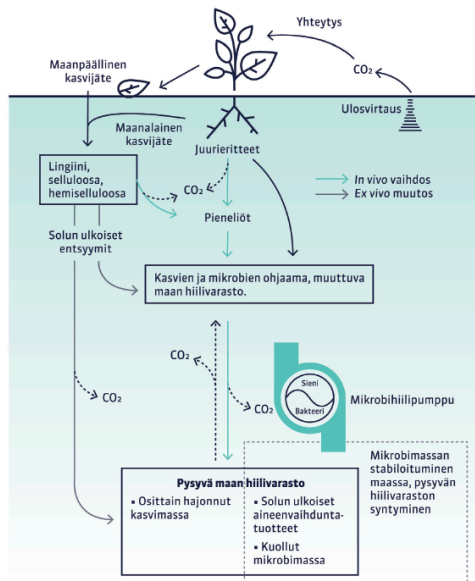 Yhteytys
Maanpäällinen
kasvijäte
CO₂
Ulosvirtaus
Maanalainen
kasvijäte
Juurieritteet
Lingiini,
selluloosa,
hemiselluloosa
CO₂
In vivo vaihdos
Ex vivo muutos
Pieneliöt
Solun ulkoiset
entsyymit
Kasvien ja mikrobien ohjaama, muuttuva
maan hiilivarasto.
CO₂
CO₂
CO₂
Sieni
Bakteeri
Mikrobihiilipumppu
Mikrobimassan
stabiloituminen
maassa, pysyvän
hiilivaraston
syntyminen
Pysyvä maan hiilivarasto
▪ Osittain hajonnut
kasvimassa
▪ Solun ulkoiset
aineenvaihdunta-
tuotteet
▪ Kuollut
mikrobimassa